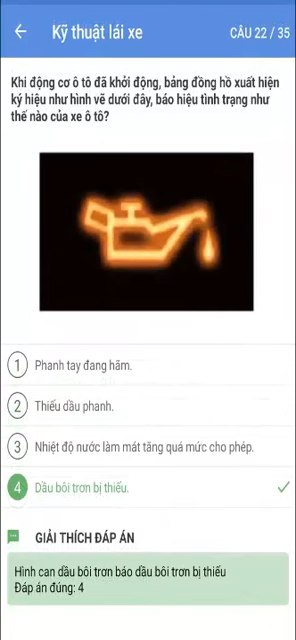 Kỹ thuật lái xe
CÂU 22 / 35
Khi động cơ ô tô đã khởi động, bảng đồng hồ xuất hiện
ký hiệu như hình vẽ dưới đây, báo hiệu tình trạng như
thế nào của xe ô tô?
1 Phanh tay đang hãm.
2 Thiếu dầu phanh.
3 Nhiệt độ nước làm mát tăng quá mức cho phép.
4 Dầu bôi trơn bị thiếu.
GIẢI THÍCH ĐÁP ÁN
Hình can dầu bôi trơn báo dầu bôi trơn bị thiếu
Đáp án đúng: 4